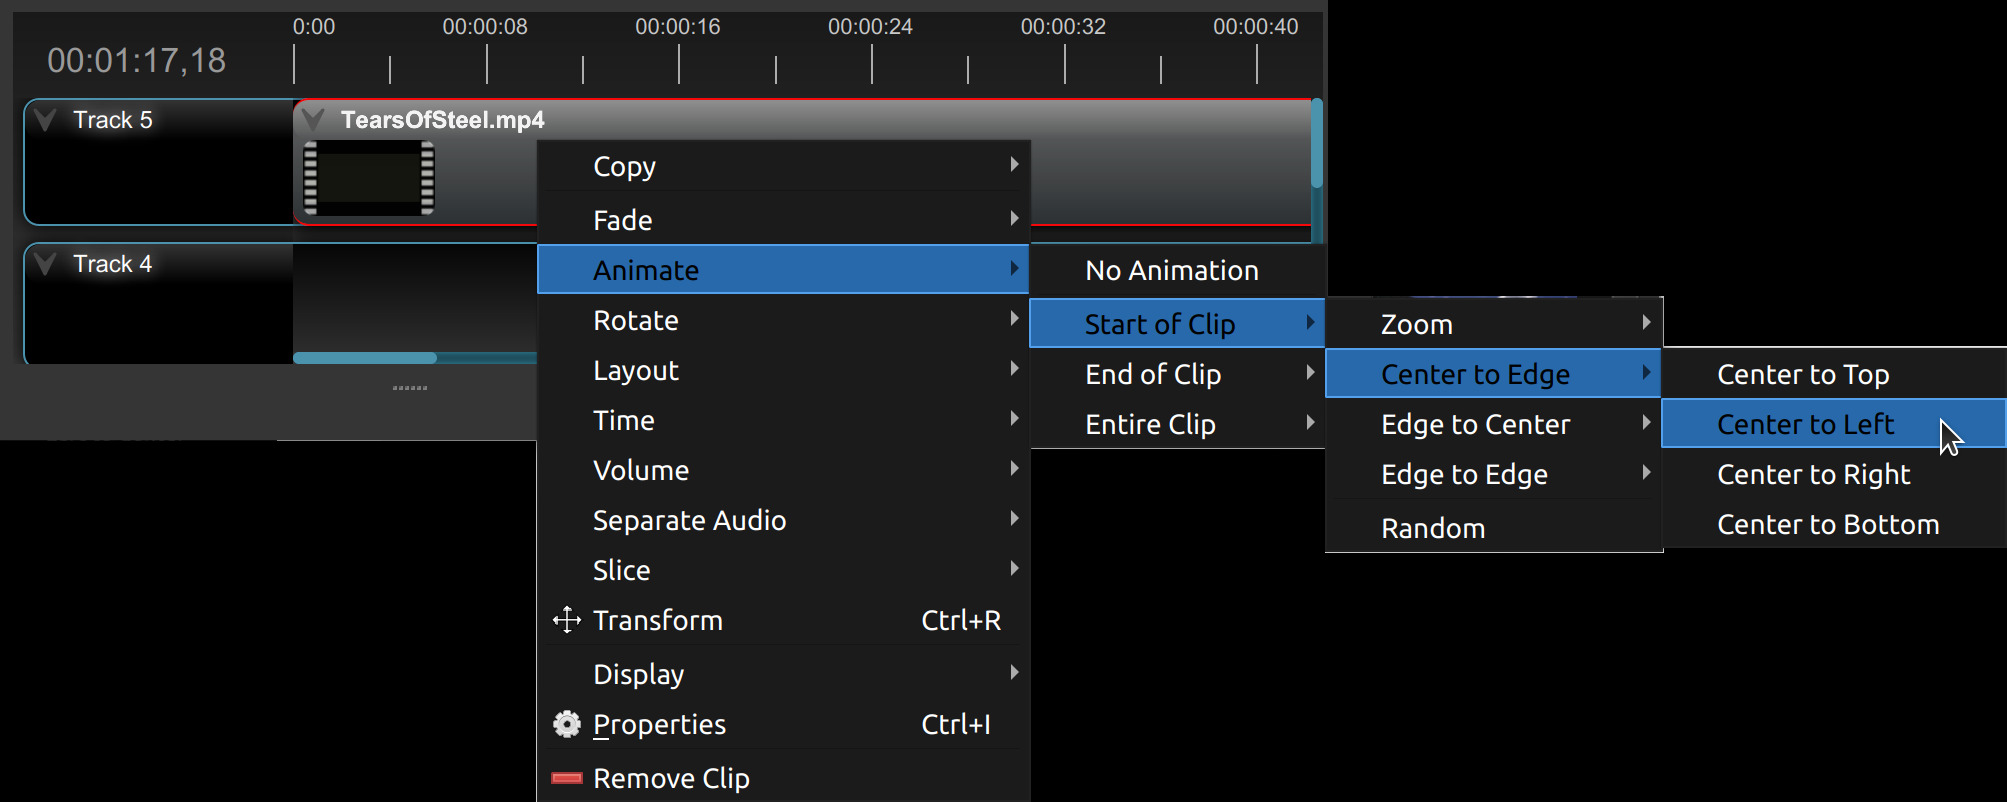 0:00 00:00:08 00:00:16 00:00:24 00:00:32 00:00:40
00:01:17,18
Track 5
TearsOfSteel.mp4
Track 4
Copy
Fade
Animate
Rotate
Layout
Time
Volume
Separate Audio
Slice
Transform Ctrl+R
Display
Properties Ctrl+I
Remove Clip
No Animation
Start of Clip
End of Clip
Entire Clip
Zoom
Center to Edge
Edge to Center
Edge to Edge
Random
Center to Top
Center to Left
Center to Right
Center to Bottom